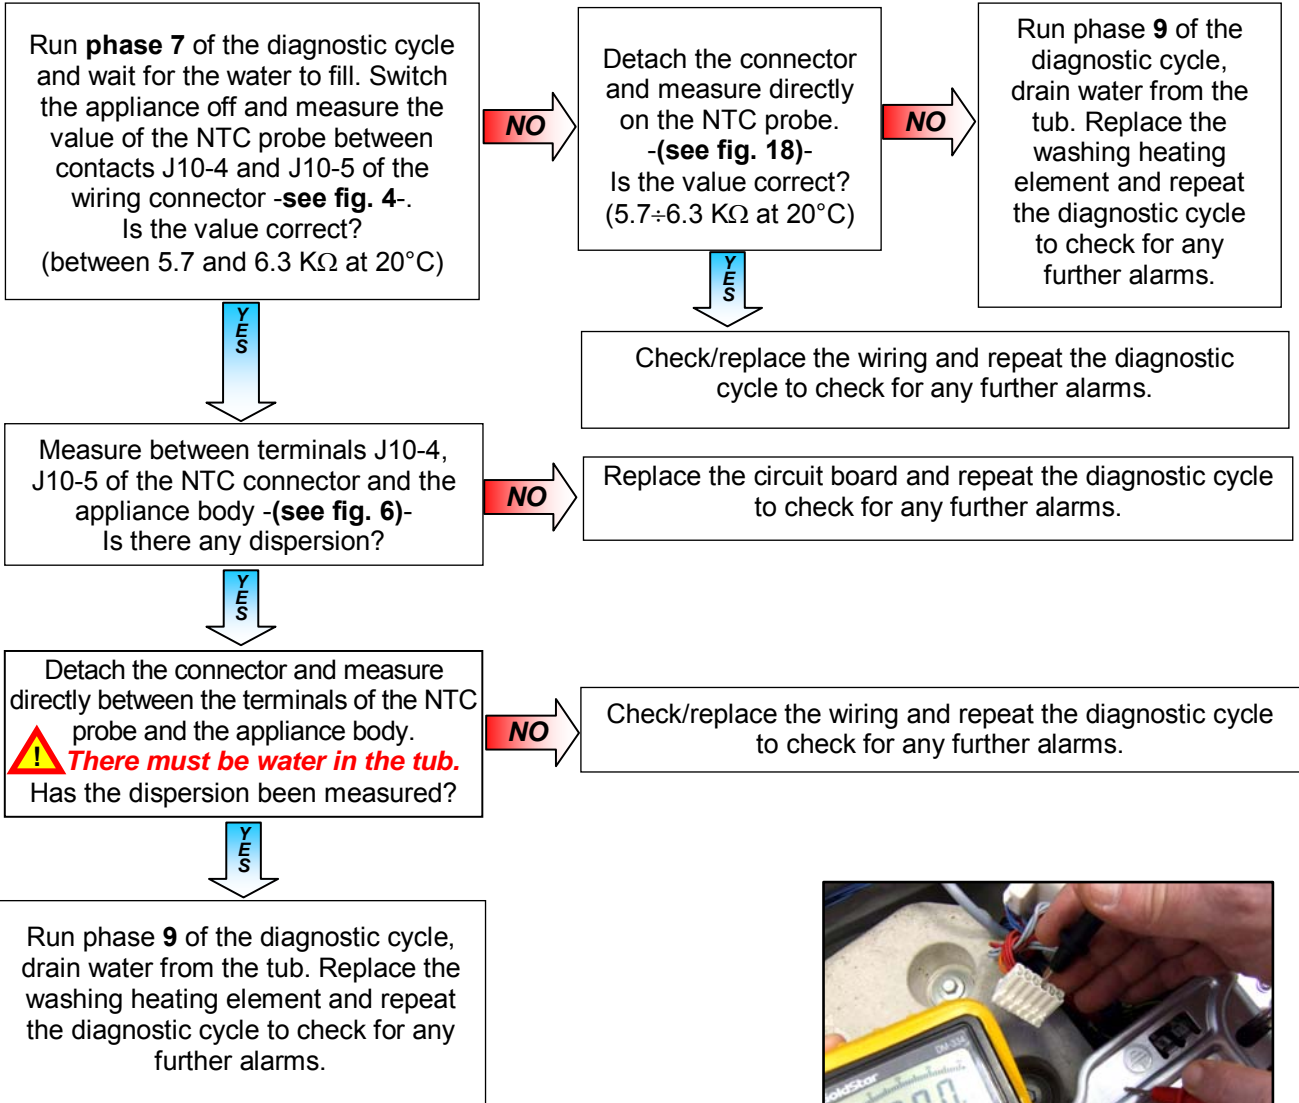 Run phase 7 of the diagnostic cycle
and wait for the water to fill. Switch
the appliance off and measure the
value of the NTC probe between
contacts J10-4 and J10-5 of the
wiring connector -see fig. 4-.
Is the value correct?
(between 5.7 and 6.3 KΩ at 20°C)
NO
Detach the connector
and measure directly
on the NTC probe.
-(see fig. 18)-
Is the value correct?
(5.7÷6.3 KΩ at 20°C)
NO
Run phase 9 of the
diagnostic cycle,
drain water from the
tub. Replace the
washing heating
element and repeat
the diagnostic cycle
to check for any
further alarms.
YES
YES
Check/replace the wiring and repeat the diagnostic
cycle to check for any further alarms.
Measure between terminals J10-4,
J10-5 of the NTC connector and the
appliance body -(see fig. 6)-
Is there any dispersion?
NO
Replace the circuit board and repeat the diagnostic cycle
to check for any further alarms.
YES
Detach the connector and measure
directly between the terminals of the NTC
probe and the appliance body.
! There must be water in the tub.
Has the dispersion been measured?
NO
Check/replace the wiring and repeat the diagnostic cycle
to check for any further alarms.
YES
Run phase 9 of the diagnostic cycle,
drain water from the tub. Replace the
washing heating element and repeat
the diagnostic cycle to check for any
further alarms.
GoldStar
DM-334